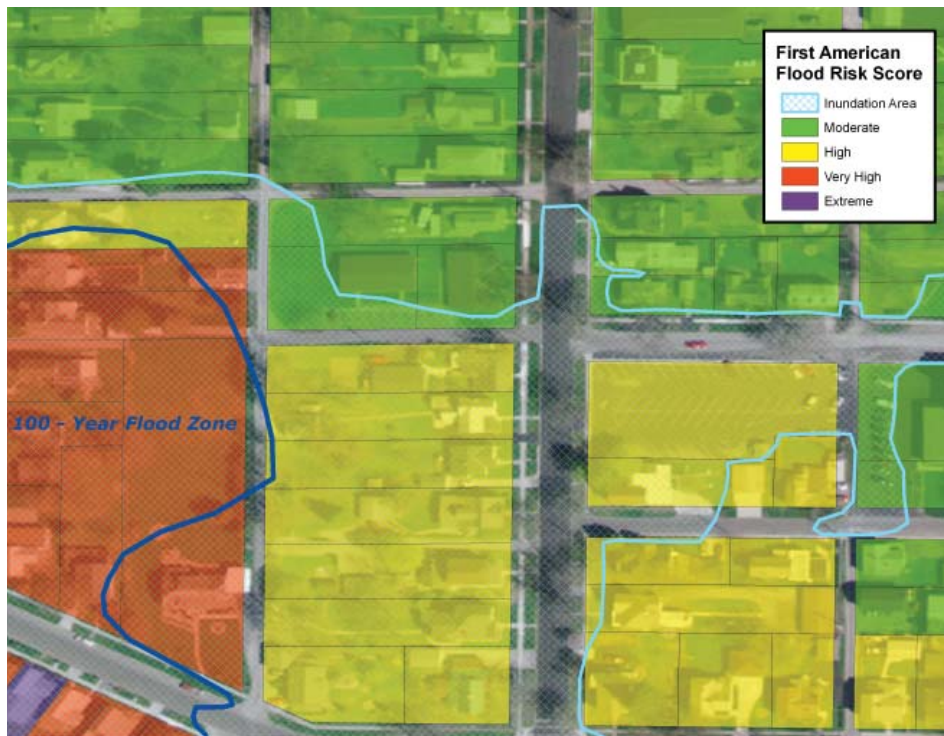 First American
Flood Risk Score
Inundation Area
Moderate
High
Very High
Extreme
100 - Year Flood Zone